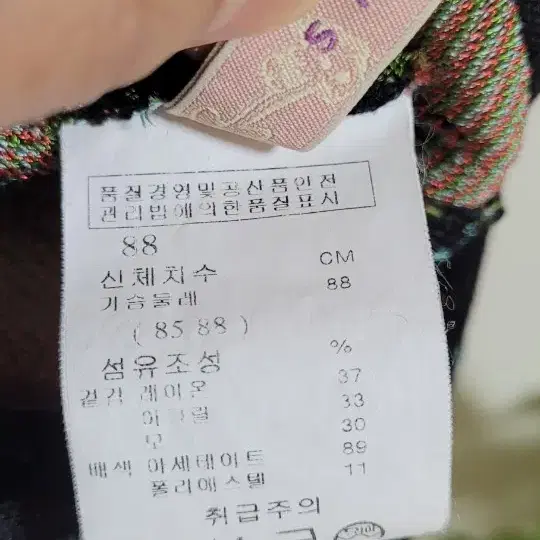 품질경영및공산품안전
관리법에의한품질표시
88
신체치수 CM
가슴둘레 88
( 85 88 )
섬유조성 %
겉감 레이온 37
아크릴 33
모 30
배색 아세테이트 89
폴리에스텔 11
취급주의